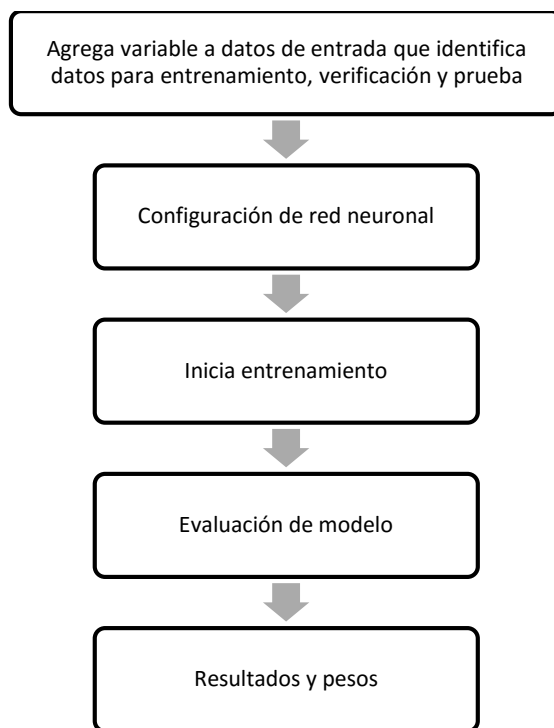 Agrega variable a datos de entrada que identifica
datos para entrenamiento, verificación y prueba
Configuración de red neuronal
Inicia entrenamiento
Evaluación de modelo
Resultados y pesos